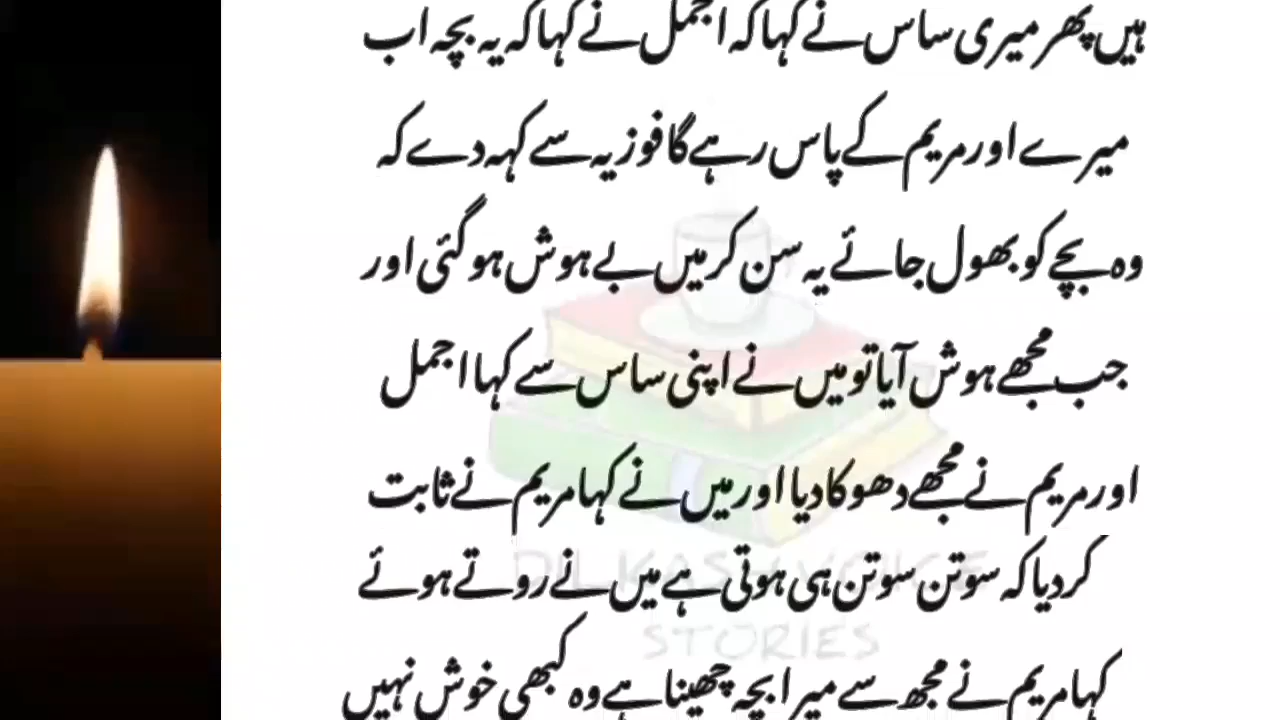 ہیں پھر میری ساس نے کہا کہ اجمل نے کہا کہ یہ بچہ اب
میرے اور مریم کے پاس رہے گا فوزیہ سے کہہ دے کہ
وہ بچے کو بھول جائے یہ سن کر میں بے ہوش ہو گئی اور
جب مجھے ہوش آیا تو میں نے اپنی ساس سے کہا اجمل
اور مریم نے مجھے دھوکا دیا اور میں نے کہا مریم نے ثابت
کر دیا کہ سوتن سوتن ہی ہوتی ہے میں نے روتے ہوئے
کہا مریم نے مجھ سے میرا بچہ چھینا ہے وہ کبھی خوش نہیں
DILKASH VOICE
STORIES